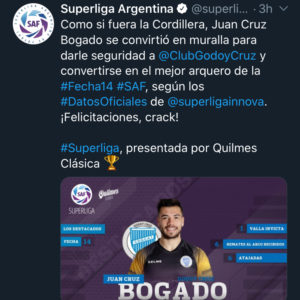 Superliga Argentina @superli... · 3h
Como si fuera la Cordillera, Juan Cruz
Bogado se convirtió en muralla para
darle seguridad a @ClubGodoyCruz y
convertirse en el mejor arquero de la
#Fecha14 #SAF, según los
#DatosOficiales de @superligainnova.
¡Felicitaciones, crack!
#Superliga, presentada por Quilmes
Clásica 🏆
SAF
SUPERLIGA
Quilmes
LOS DESTACADOS
FECHA 14
1 VALLA INVICTA
6 REMATES AL ARCO RECIBIDOS
6 ATAJADAS
JUAN CRUZ
BOGADO